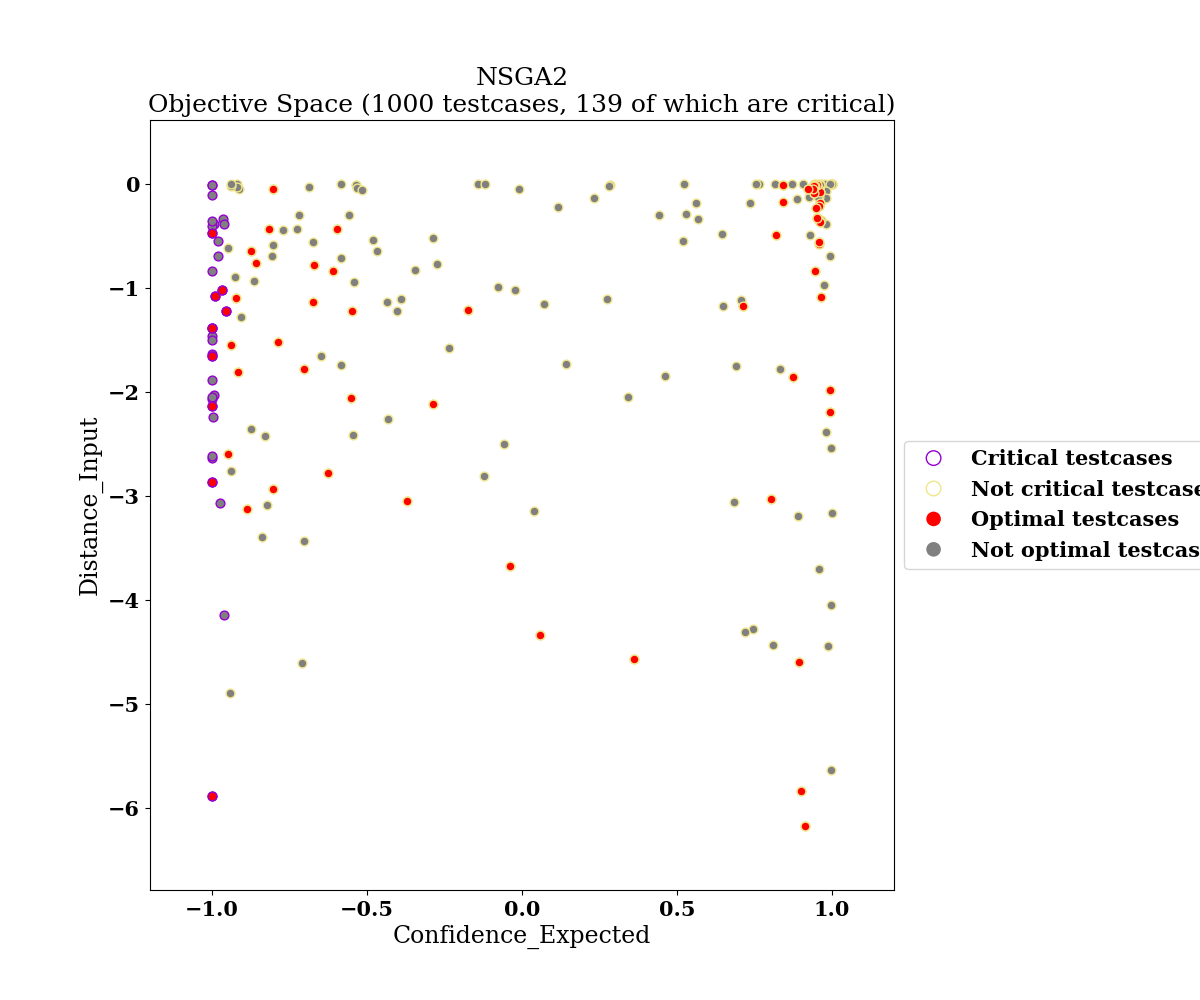 NSGA2
Objective Space (1000 testcases, 139 of which are critical)
0
−1
−2
−3
−4
−5
−6
Distance_Input
−1.0 −0.5 0.0 0.5 1.0
Confidence_Expected
Critical testcases
Not critical testcase
Optimal testcases
Not optimal testcas